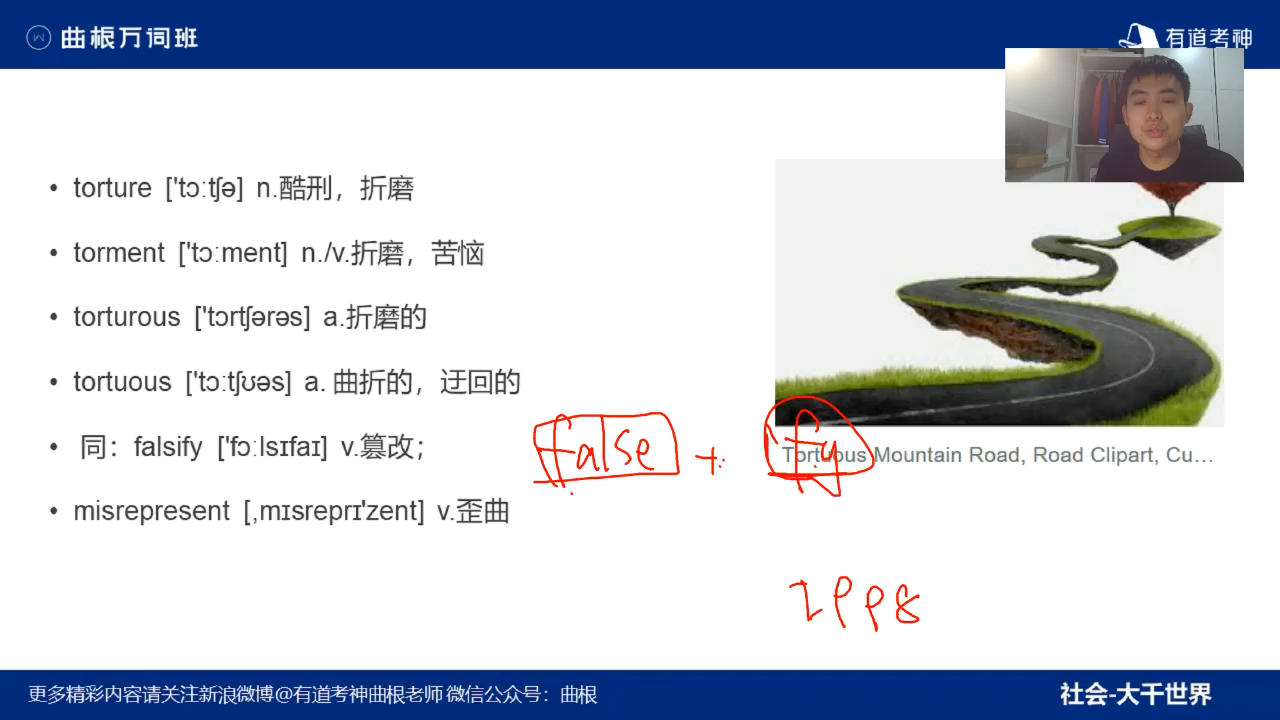 曲根万词班
有道考神
• torture ['tɔːtʃə] n.酷刑，折磨
• torment ['tɔːment] n./v.折磨，苦恼
• torturous ['tɔrtʃərəs] a.折磨的
• tortuous ['tɔːtʃʊəs] a. 曲折的，迂回的
• 同：falsify ['fɔːlsɪfaɪ] v.篡改；
• misrepresent [,mɪsreprɪ'zent] v.歪曲
false + fy
Tortuous Mountain Road, Road Clipart, Cu...
更多精彩内容请关注新浪微博@有道考神曲根老师 微信公众号：曲根
社会-大千世界